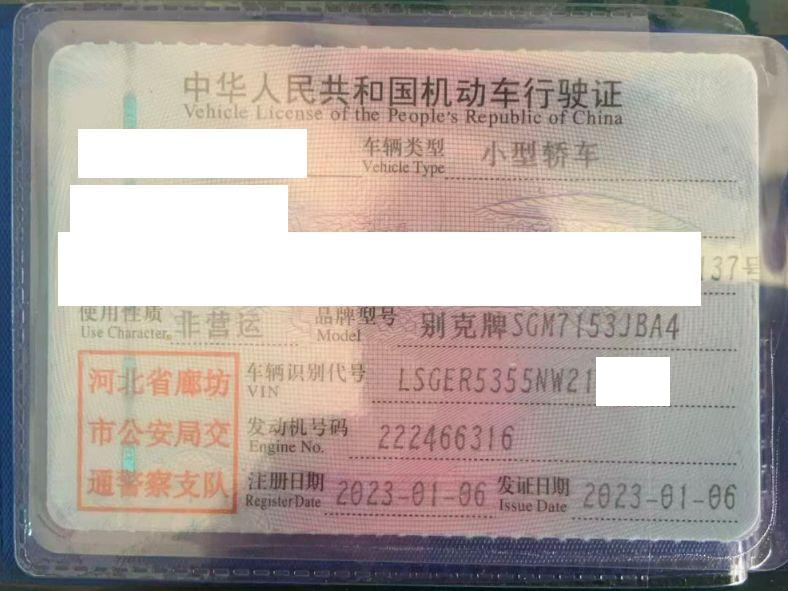 中华人民共和国机动车行驶证
Vehicle License of the People's Republic of China
车辆类型 小型轿车
Vehicle Type
137号
使用性质 非营运 品牌型号 别克牌SGM7153JBA4
Use Character Model
车辆识别代号 LSGER5355NW21
VIN
发动机号码 222466316
Engine No.
注册日期 2023-01-06 发证日期 2023-01-06
Register Date Issue Date
河北省廊坊
市公安局交
通警察支队